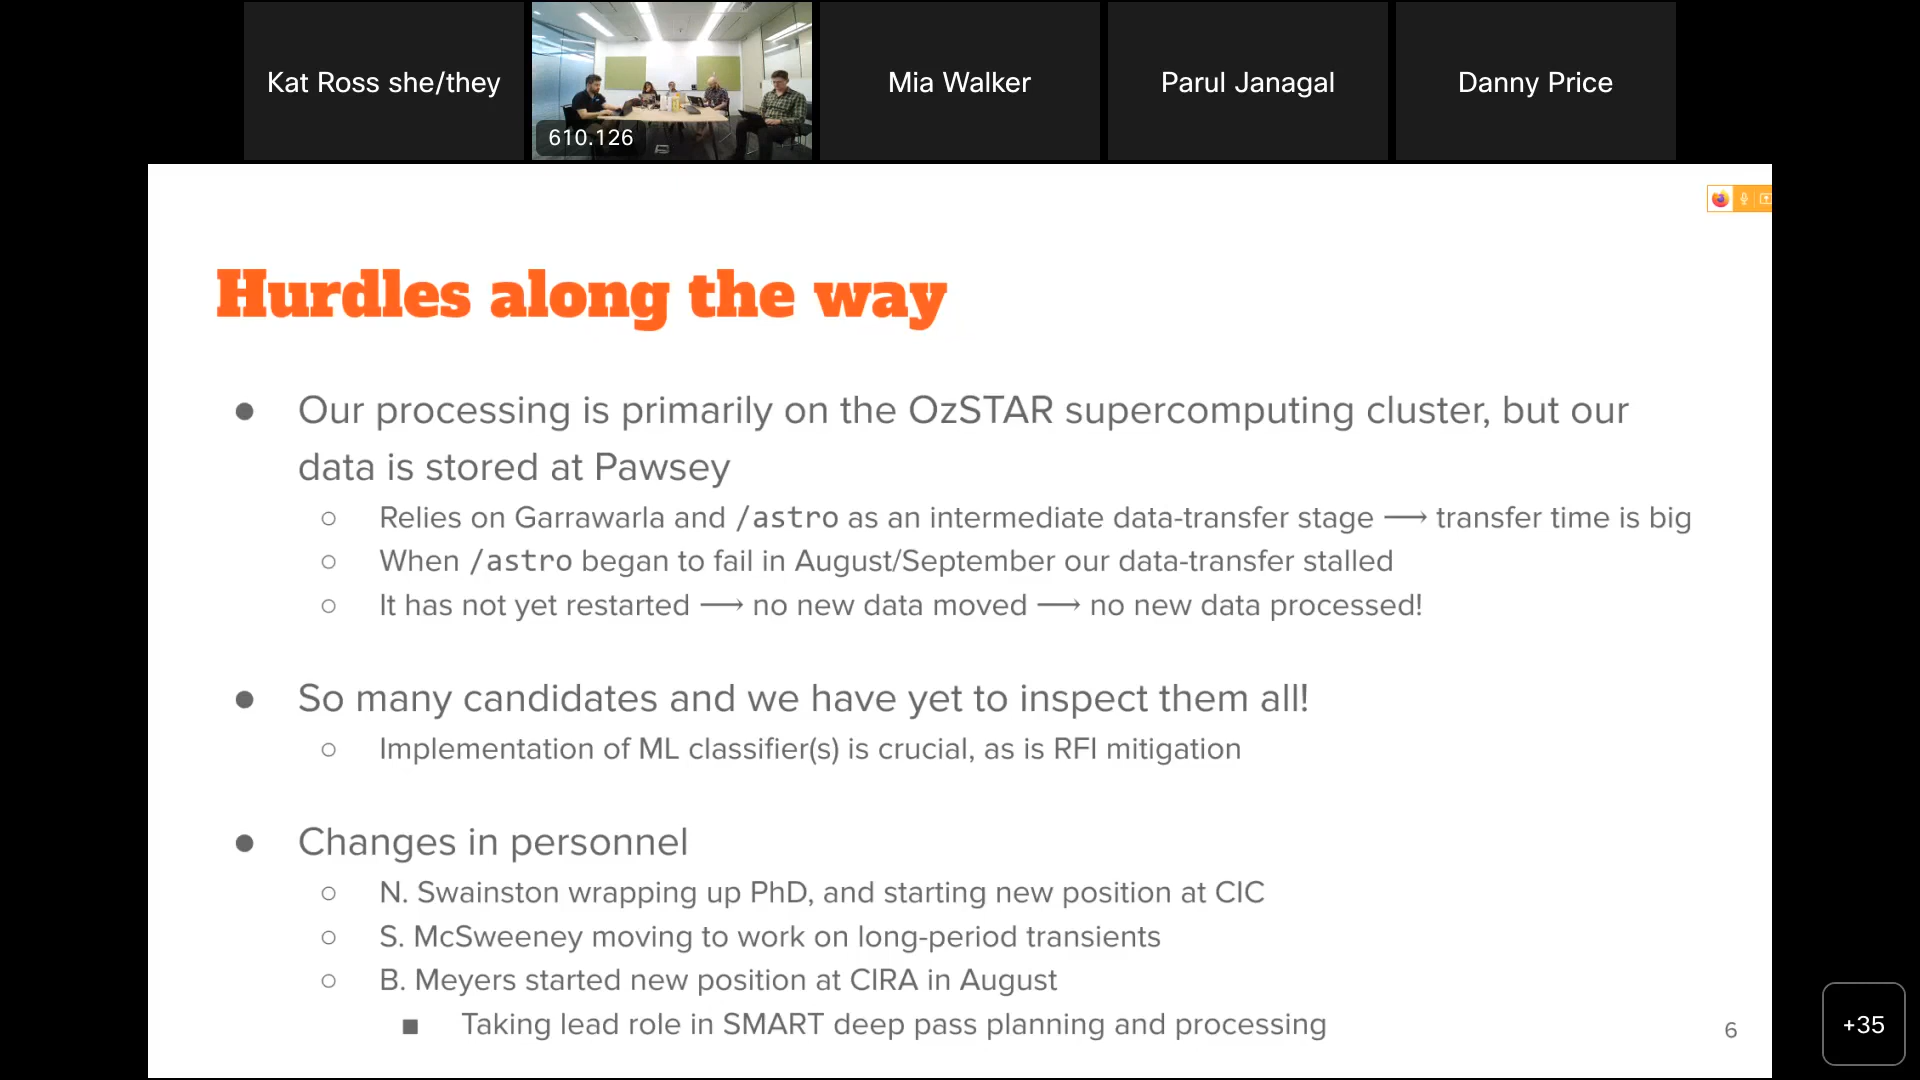 Kat Ross she/they
610.126
Mia Walker
Parul Janagal
Danny Price
Hurdles along the way
● Our processing is primarily on the OzSTAR supercomputing cluster, but our
data is stored at Pawsey
○ Relies on Garrawarla and /astro as an intermediate data-transfer stage ⟶ transfer time is big
○ When /astro began to fail in August/September our data-transfer stalled
○ It has not yet restarted ⟶ no new data moved ⟶ no new data processed!
● So many candidates and we have yet to inspect them all!
○ Implementation of ML classifier(s) is crucial, as is RFI mitigation
● Changes in personnel
○ N. Swainston wrapping up PhD, and starting new position at CIC
○ S. McSweeney moving to work on long-period transients
○ B. Meyers started new position at CIRA in August
■ Taking lead role in SMART deep pass planning and processing
6
+35